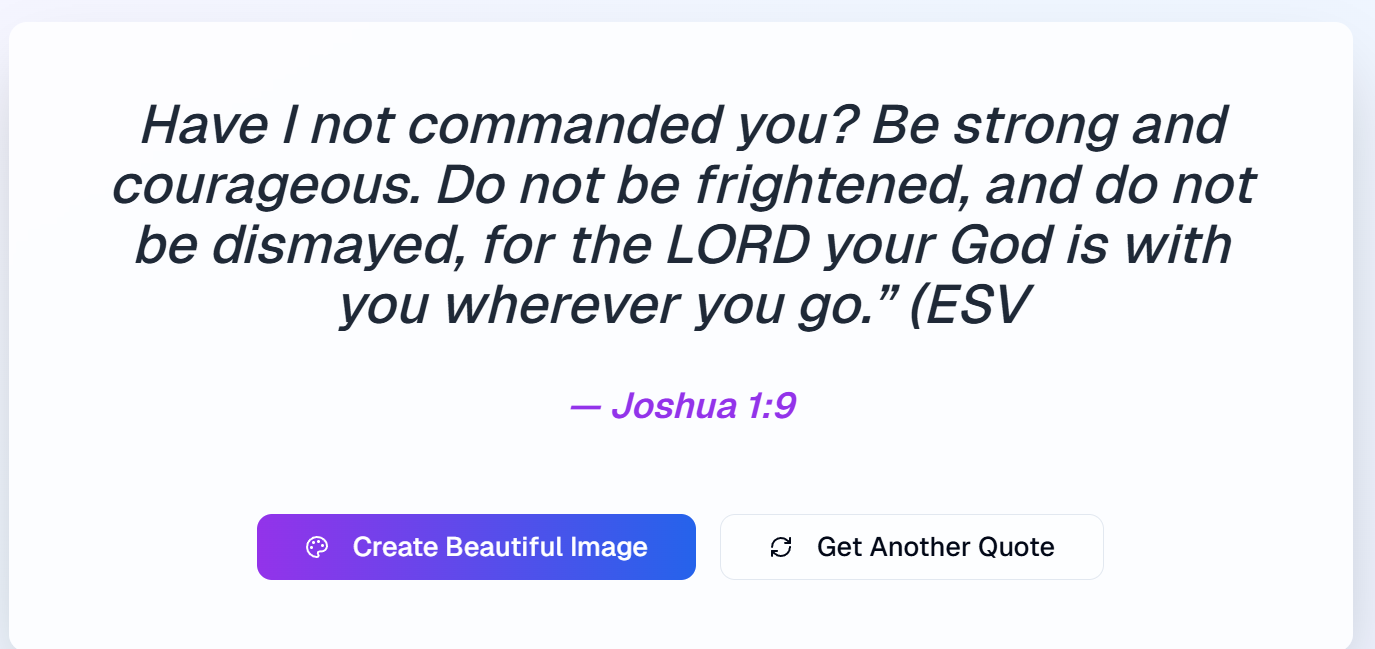 Have I not commanded you? Be strong and
courageous. Do not be frightened, and do not
be dismayed, for the LORD your God is with
you wherever you go.” (ESV
— Joshua 1:9
Create Beautiful Image
Get Another Quote